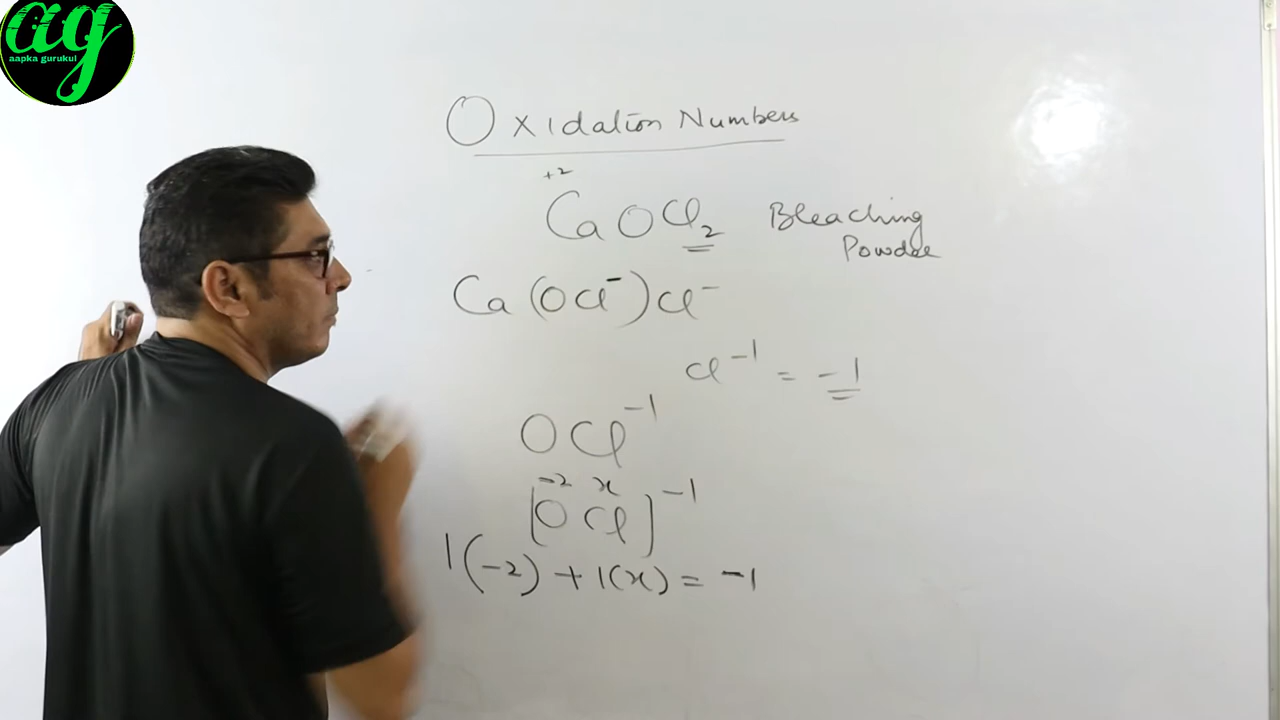 ag
aapka gurukul
Oxidation Numbers
+2
CaOCl₂ Bleaching
Powder
Ca(OCl⁻)Cl⁻
Cl⁻¹ = -1
OCl⁻¹
-2 x
[OCl]⁻¹
1(-2) + 1(x) = -1